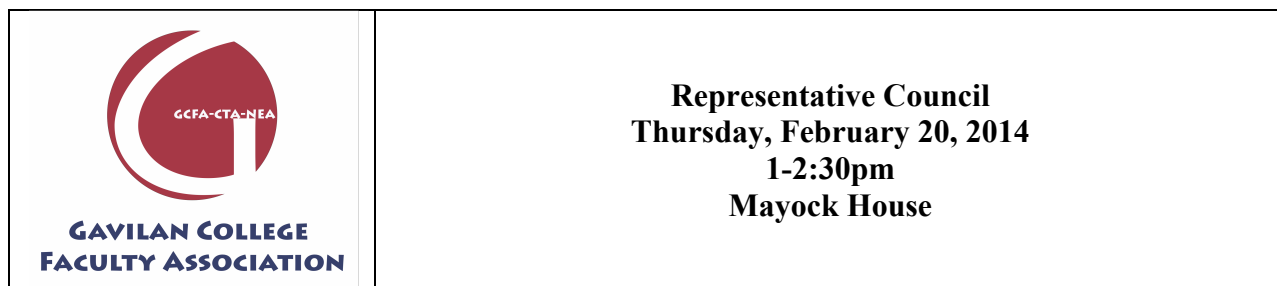 GCFA-CTA-NEA
GAVILAN COLLEGE
FACULTY ASSOCIATION
Representative Council
Thursday, February 20, 2014
1-2:30pm
Mayock House